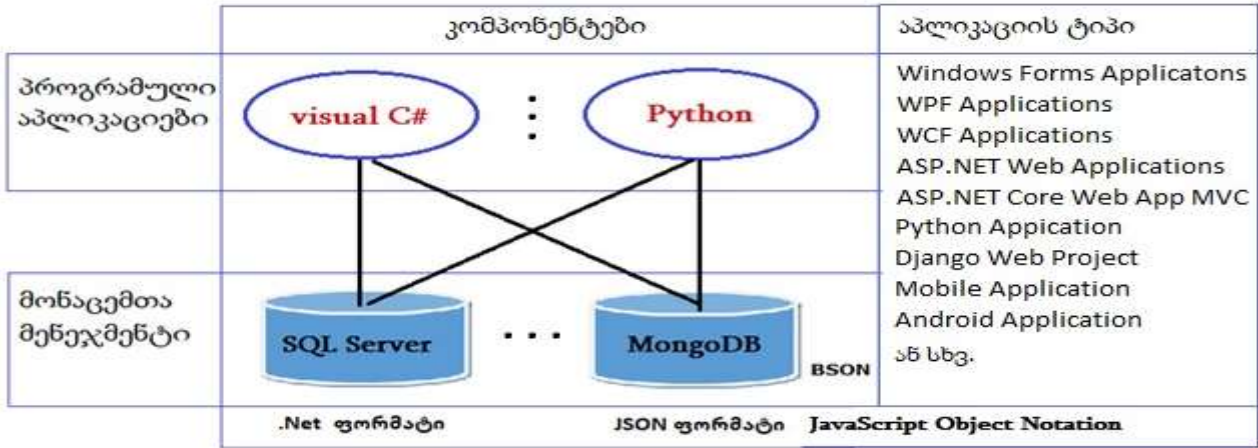 კომპონენტები
აპლიკაციის ტიპი
პროგრამული
აპლიკაციები
visual C#
Python
Windows Forms Applicatons
WPF Applications
WCF Applications
ASP.NET Web Applications
ASP.NET Core Web App MVC
Python Appication
Django Web Project
Mobile Application
Android Application
ან სხვ.
მონაცემთა
მენეჯმენტი
SQL Server
MongoDB
BSON
.Net ფორმატი
JSON ფორმატი
JavaScript Object Notation